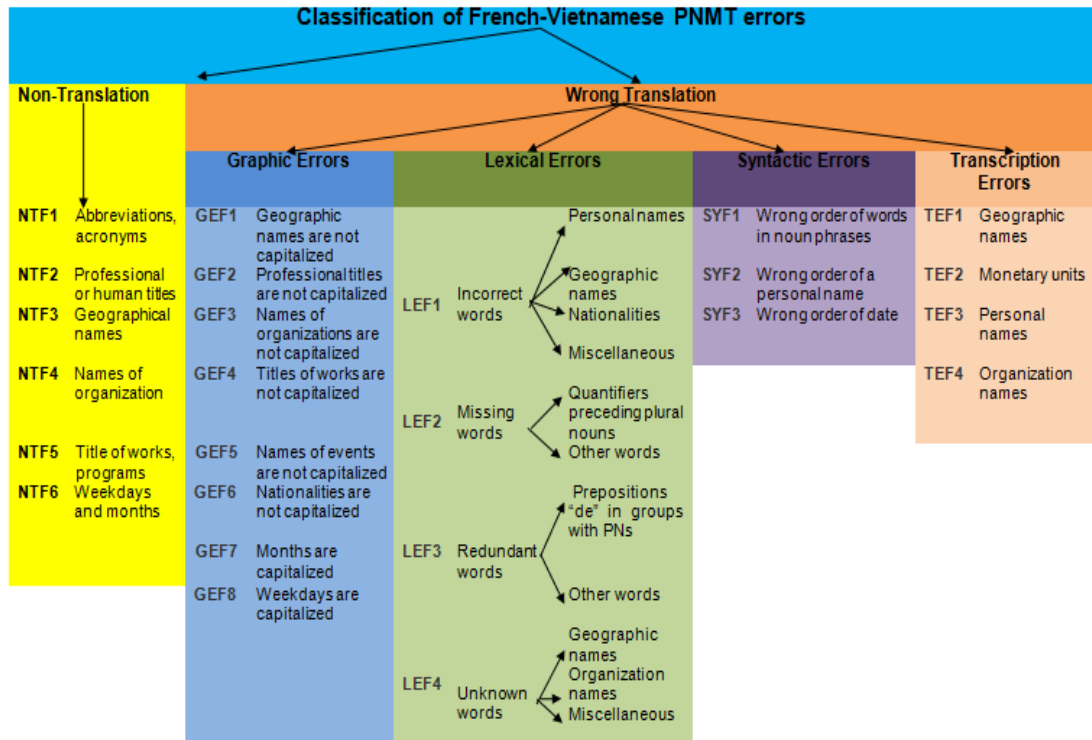 Classification of French-Vietnamese PNMT errors
Non-Translation
Wrong Translation
Graphic Errors
Lexical Errors
Syntactic Errors
Transcription
Errors
NTF1 Abbreviations,
acronyms
NTF2 Professional
or human titles
NTF3 Geographical
names
NTF4 Names of
organization
NTF5 Title of works,
programs
NTF6 Weekdays
and months
GEF1 Geographic
names are not
capitalized
GEF2 Professional titles
are not capitalized
GEF3 Names of
organizations are
not capitalized
GEF4 Titles of works are
not capitalized
GEF5 Names of events
are not capitalized
GEF6 Nationalities are
not capitalized
GEF7 Months are
capitalized
GEF8 Weekdays are
capitalized
LEF1 Incorrect
words
Personal names
Geographic
names
Nationalities
Miscellaneous
LEF2 Missing
words
Quantifiers
preceding plural
nouns
Other words
LEF3 Redundant
words
Prepositions
“de” in groups
with PNs
Other words
LEF4 Unknown
words
Geographic
names
Organization
names
Miscellaneous
SYF1 Wrong order of words
in noun phrases
SYF2 Wrong order of a
personal name
SYF3 Wrong order of date
TEF1 Geographic
names
TEF2 Monetary units
TEF3 Personal
names
TEF4 Organization
names